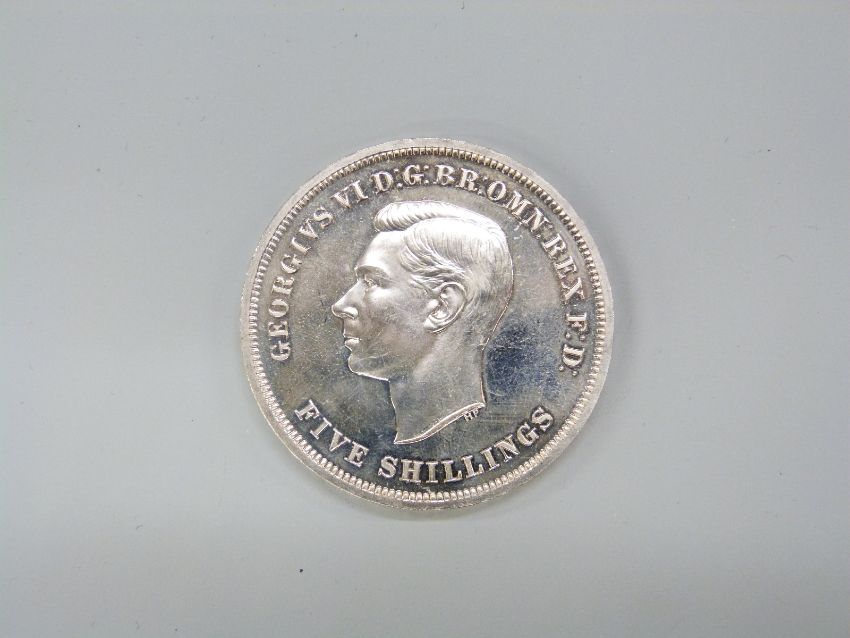 GEORGIVS VI D:G:BR:OMN:REX F:D:
HP
FIVE SHILLINGS